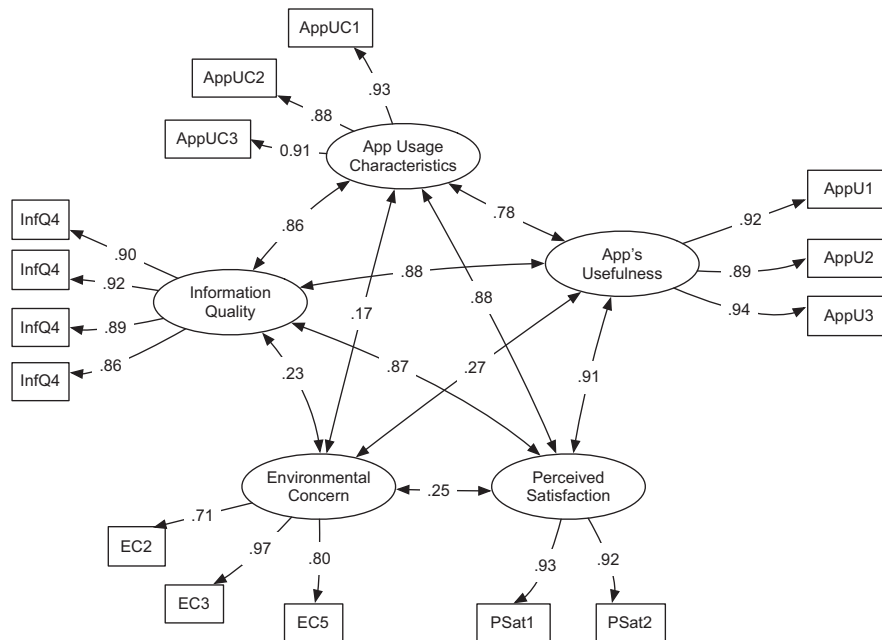 AppUC1
AppUC2
.93
.88
AppUC3
0.91
App Usage
Characteristics
AppU1
InfQ4
.78
.92
.90
.86
InfQ4
App's
Usefulness
AppU2
.89
.92
.88
Information
Quality
InfQ4
.89
.17
.88
.94
AppU3
InfQ4
.86
.23
.87
.27
.91
Environmental
Concern
.25
Perceived
Satisfaction
.71
EC2
.97
.80
.93
.92
EC3
EC5
PSat1
PSat2